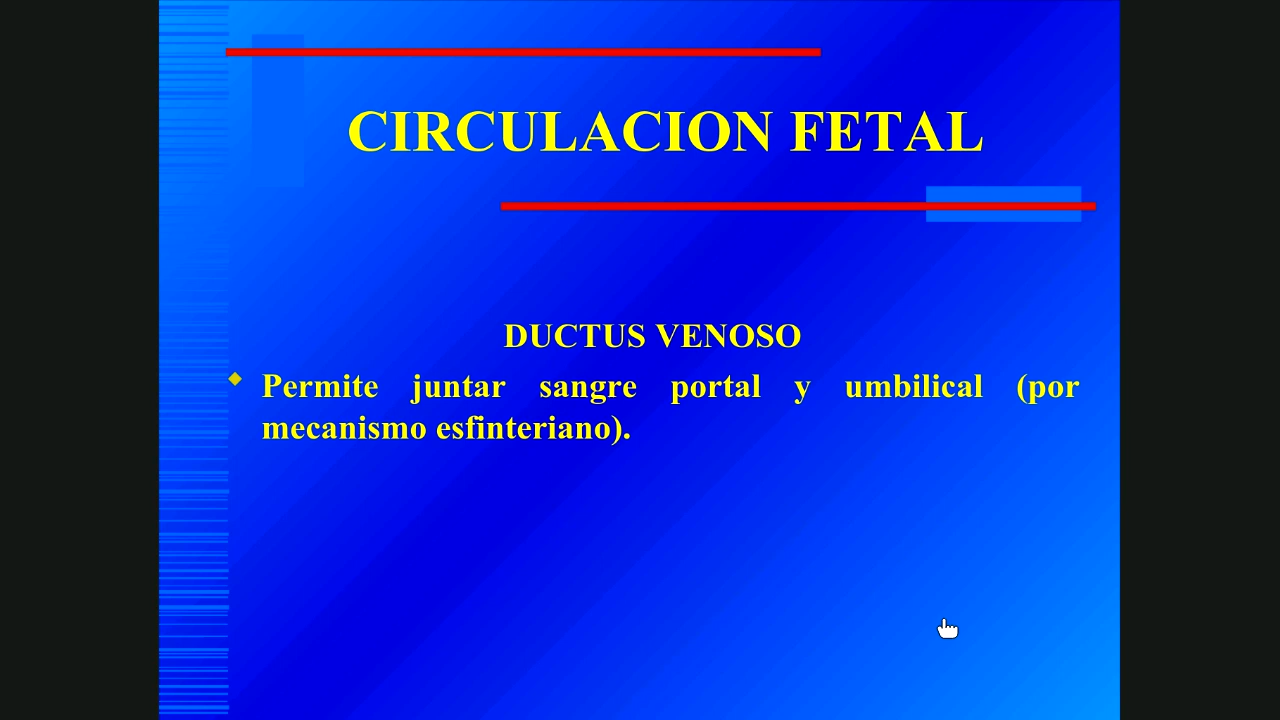 CIRCULACION FETAL
DUCTUS VENOSO
Permite juntar sangre portal y umbilical (por
mecanismo esfinteriano).